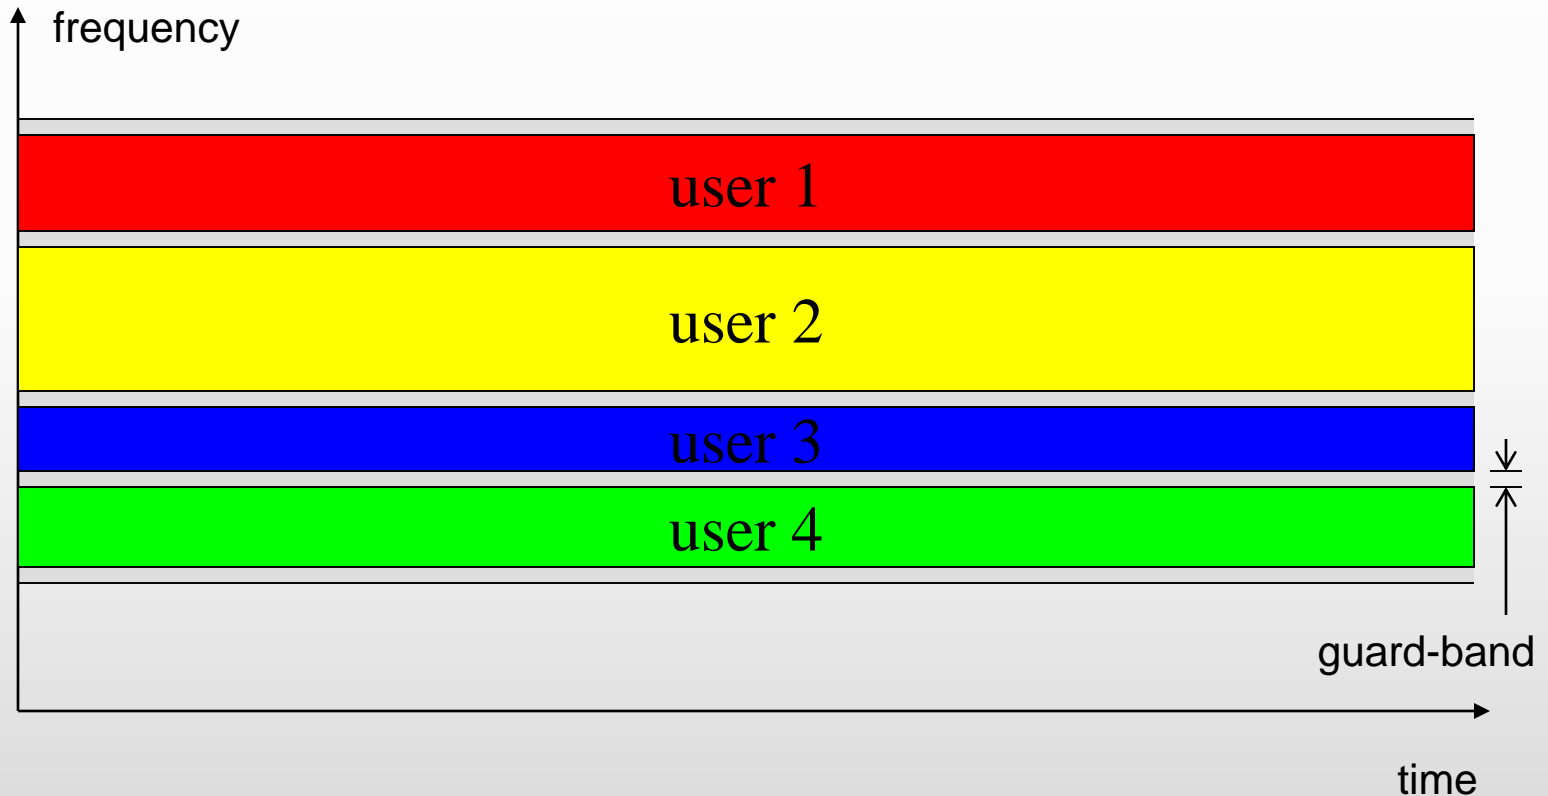 frequency
user 1
user 2
user 3
user 4
guard-band
time